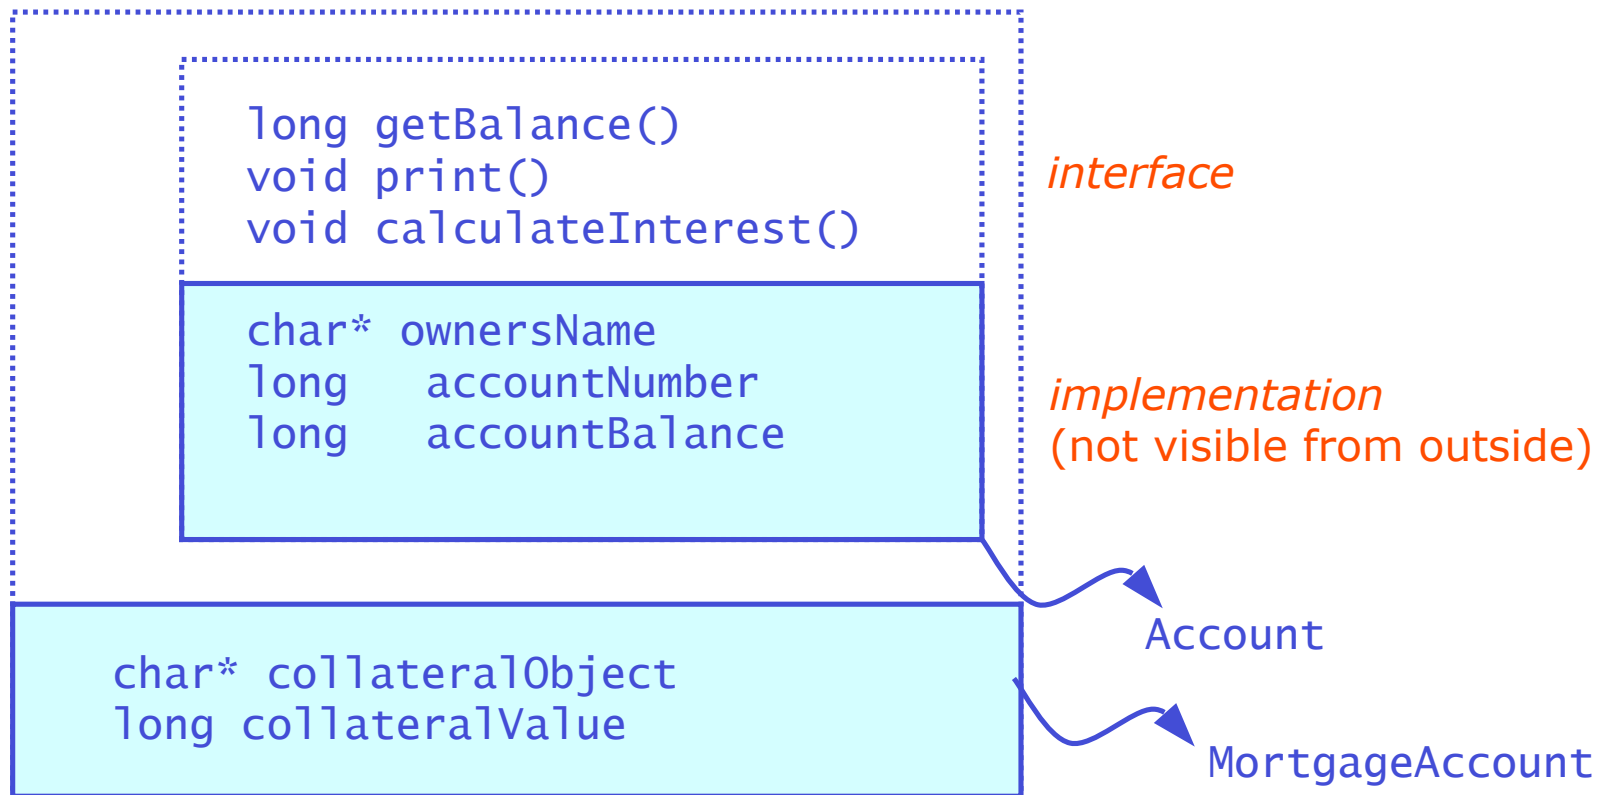 long getBalance()
void print()
void calculateInterest()
interface
char* ownersName
long   accountNumber
long   accountBalance
implementation
(not visible from outside)
Account
char* collateralObject
long collateralValue
MortgageAccount